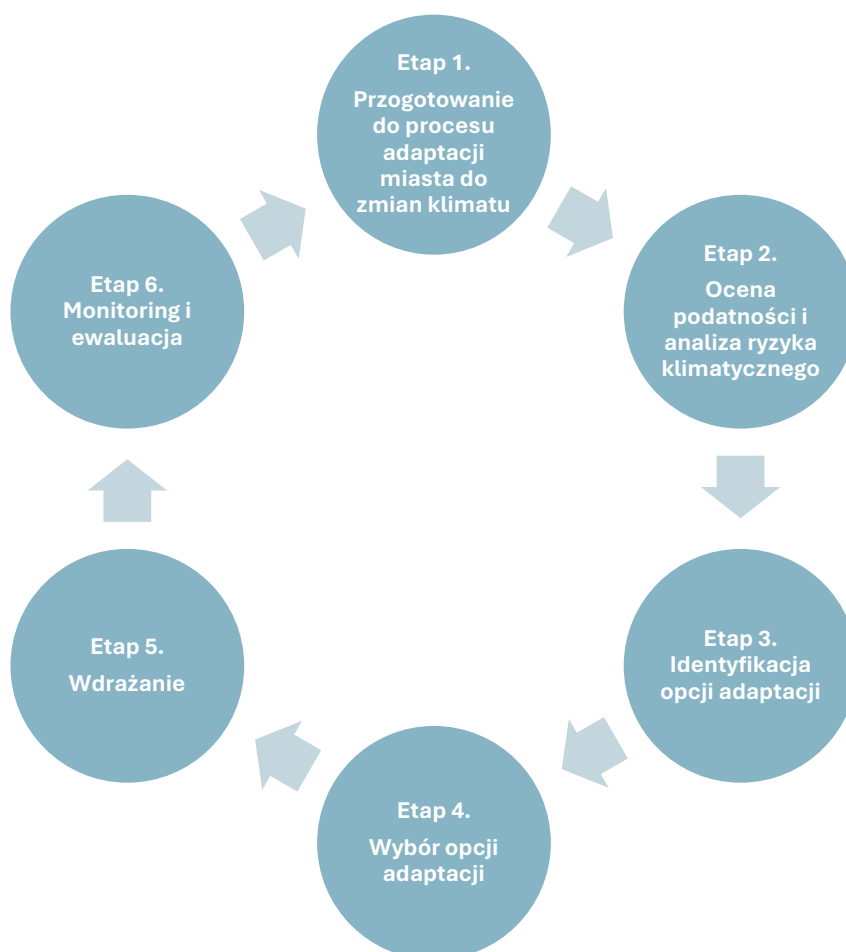 Etap 1.
Przogotowanie
do procesu
adaptacji
miasta do
zmian klimatu
Etap 2.
Ocena
podatności i
analiza ryzyka
klimatycznego
Etap 3.
Identyfikacja
opcji adaptacji
Etap 4.
Wybór opcji
adaptacji
Etap 5.
Wdrażanie
Etap 6.
Monitoring i
ewaluacja